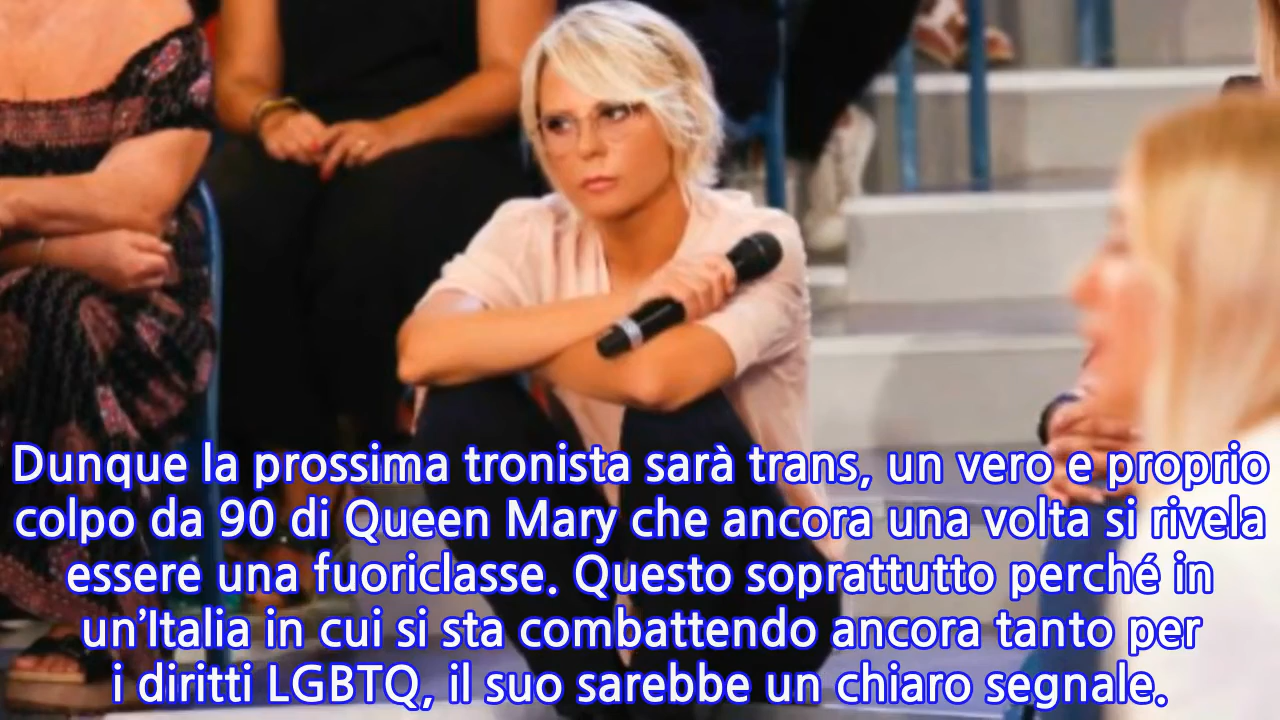 Dunque la prossima tronista sarà trans, un vero e proprio
colpo da 90 di Queen Mary che ancora una volta si rivela
essere una fuoriclasse. Questo soprattutto perché in
un’Italia in cui si sta combattendo ancora tanto per
i diritti LGBTQ, il suo sarebbe un chiaro segnale.